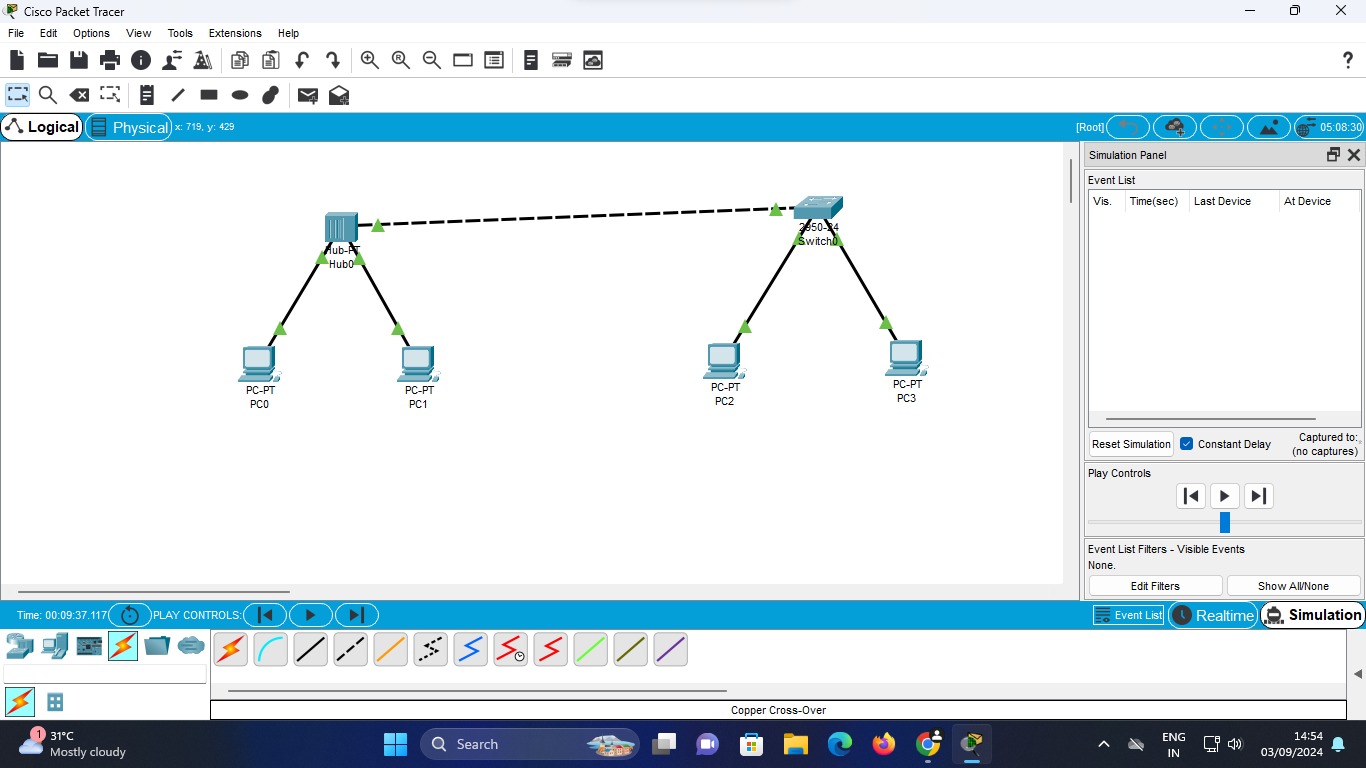 Cisco Packet Tracer
File Edit Options View Tools Extensions Help
?
Logical Physical x: 719, y: 429 [Root] 05:08:30
Simulation Panel
Event List
Vis. Time(sec) Last Device At Device
2950-24
Switch0
Hub-PT
Hub0
PC-PT
PC0
PC-PT
PC1
PC-PT
PC2
PC-PT
PC3
Reset Simulation Constant Delay Captured to:
(no captures)
Play Controls
Event List Filters - Visible Events
None.
Edit Filters Show All/None
Time: 00:09:37.117 PLAY CONTROLS: Event List Realtime Simulation
Copper Cross-Over
1 31°C
Mostly cloudy
Search
ENG
IN
14:54
03/09/2024